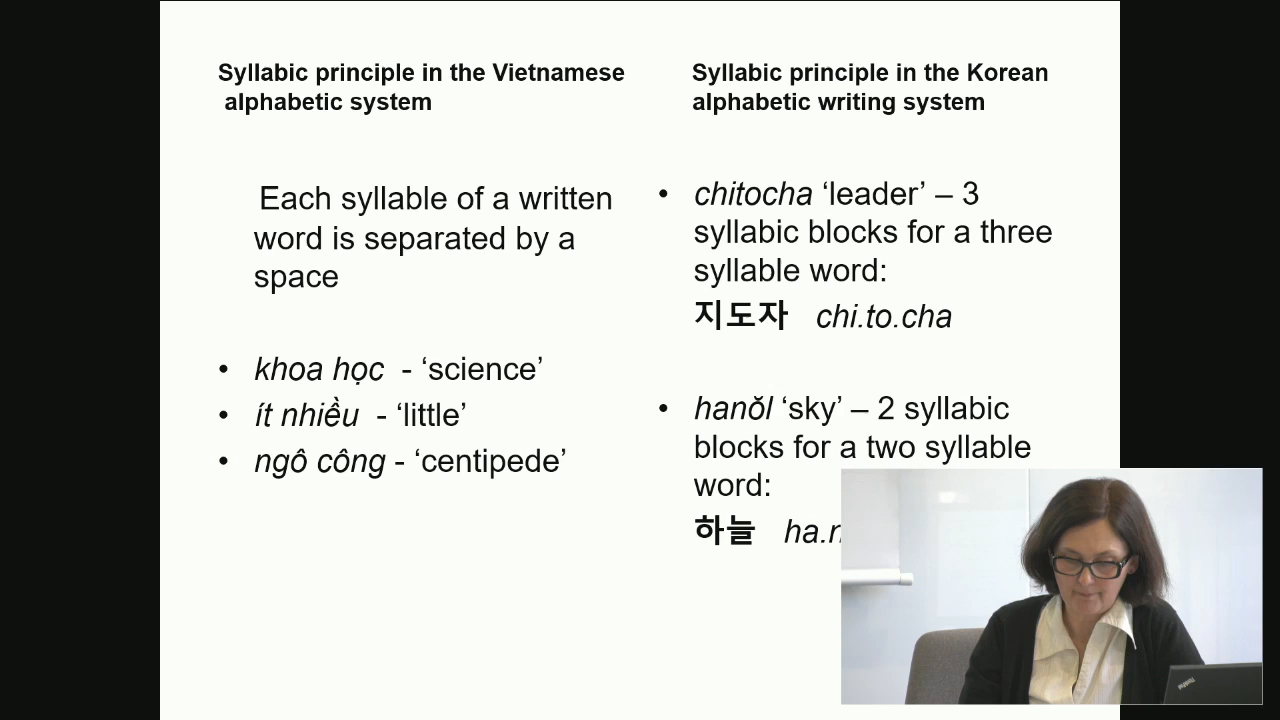 Syllabic principle in the Vietnamese
alphabetic system
Each syllable of a written
word is separated by a
space
• khoa học - ‘science’
• ít nhiều - ‘little’
• ngô công - ‘centipede’
Syllabic principle in the Korean
alphabetic writing system
• chitocha ‘leader’ – 3
syllabic blocks for a three
syllable word:
지도자 chi.to.cha
• hanŏl ‘sky’ – 2 syllabic
blocks for a two syllable
word:
하늘